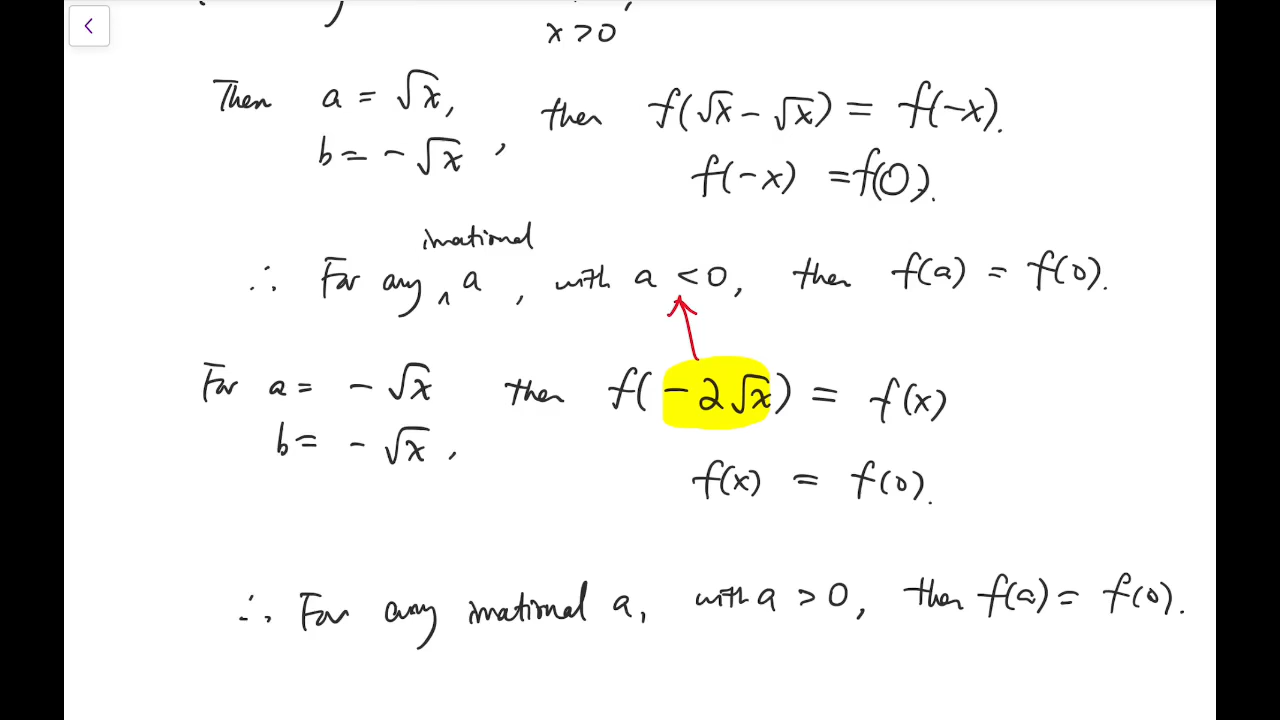 x > 0 ,
Then a = √x, then f(√x − √x) = f(−x).
b = − √x ,
f(−x) = f(0).
irrational
∴ For any ^ a , with a < 0, then f(a) = f(0).
For a = − √x then f( −2√x) = f(x)
b = − √x ,
f(x) = f(0).
∴ For any irrational a, with a > 0, then f(a) = f(0).